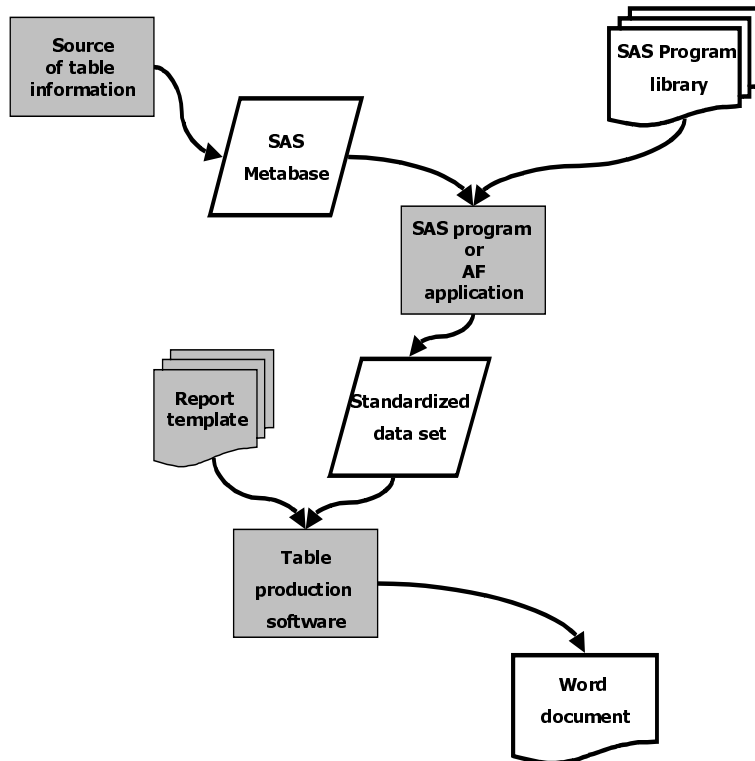 Source
of table
information
SAS Program
library
SAS
Metabase
SAS program
or
AF
application
Report
template
Standardized
data set
Table
production
software
Word
document